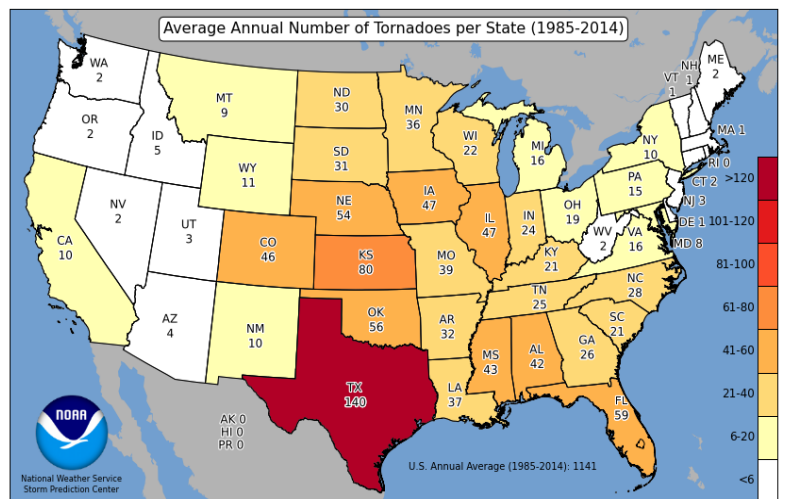 Average Annual Number of Tornadoes per State (1985-2014)
WA
2
OR
2
ID
5
MT
9
ND
30
MN
36
WI
22
MI
16
VT
1
NH
1
ME
2
MA 1
RI 0
CT 2
NY
10
PA
15
NJ 3
DE 1
MD 8
SD
31
WY
11
NE
54
IA
47
IL
47
IN
24
OH
19
WV
2
VA
16
NV
2
UT
3
CO
46
KS
80
MO
39
KY
21
CA
10
AZ
4
NM
10
OK
56
AR
32
TN
25
NC
28
SC
21
TX
140
LA
37
MS
43
AL
42
GA
26
FL
59
AK 0
HI 0
PR 0
>120
101-120
81-100
61-80
41-60
21-40
6-20
<6
U.S. Annual Average (1985-2014): 1141
NOAA
National Weather Service
Storm Prediction Center